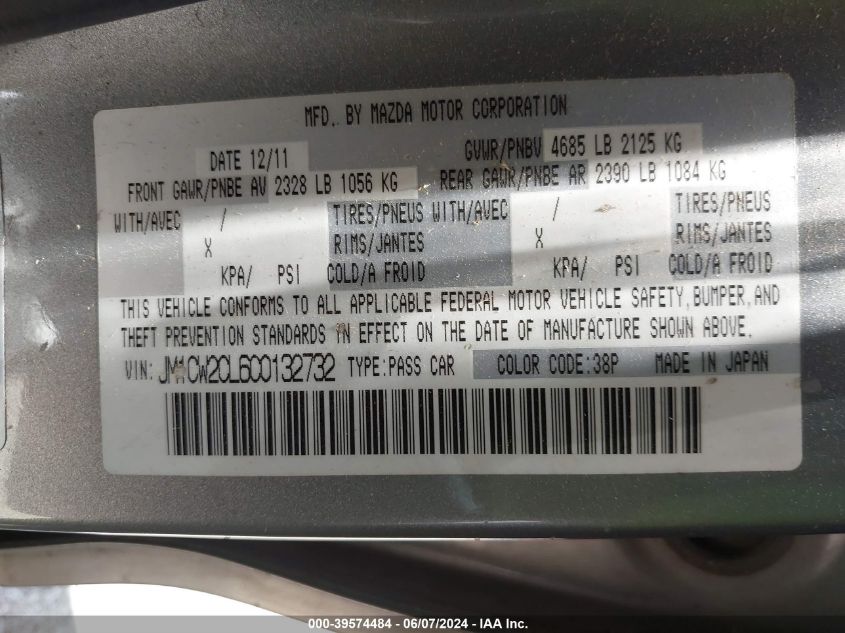 MFD. BY MAZDA MOTOR CORPORATION
DATE 12/11 GVWR/PNBV 4685 LB 2125 KG
FRONT GAWR/PNBE AV 2328 LB 1056 KG REAR GAWR/PNBE AR 2390 LB 1084 KG
WITH/AVEC / TIRES/PNEUS WITH/AVEC / TIRES/PNEUS
X RIMS/JANTES X RIMS/JANTES
KPA/ PSI COLD/A FROID KPA/ PSI COLD/A FROID
THIS VEHICLE CONFORMS TO ALL APPLICABLE FEDERAL MOTOR VEHICLE SAFETY, BUMPER, AND
THEFT PREVENTION STANDARDS IN EFFECT ON THE DATE OF MANUFACTURE SHOWN ABOVE.
VIN: JM1CW2CL6C0132732 TYPE:PASS CAR COLOR CODE:38P MADE IN JAPAN
000-39574484 - 06/07/2024 - IAA Inc.